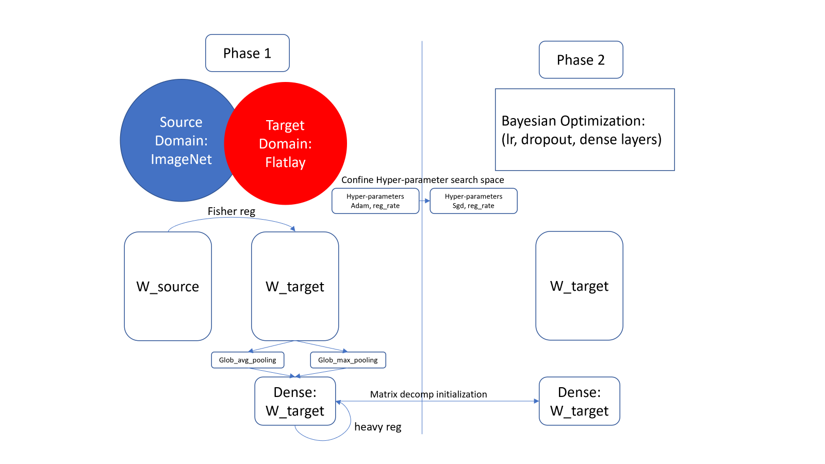 Phase 1
Phase 2
Source
Domain:
ImageNet
Target
Domain:
Flatlay
Bayesian Optimization:
(lr, dropout, dense layers)
Confine Hyper-parameter search space
Hyper-parameters
Adam, reg_rate
Hyper-parameters
Sgd, reg_rate
Fisher reg
W_source
W_target
W_target
Glob_avg_pooling
Glob_max_pooling
Dense:
W_target
Matrix decomp initialization
Dense:
W_target
heavy reg